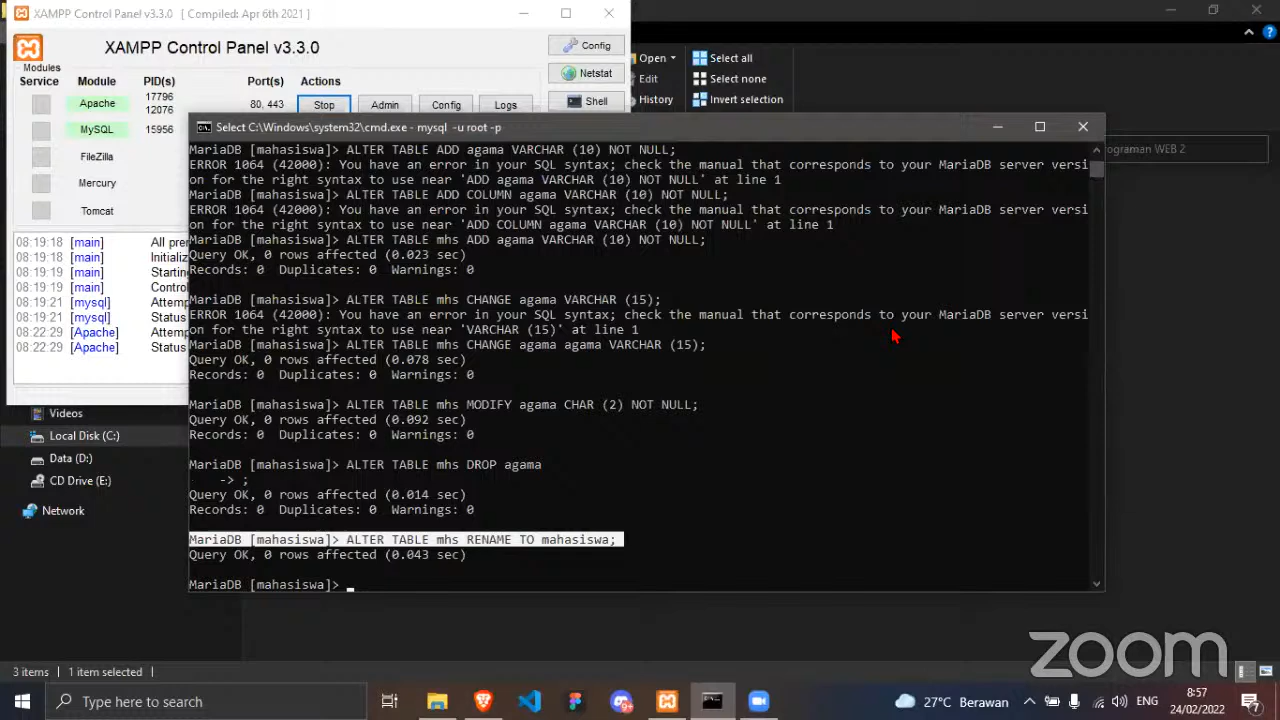 XAMPP Control Panel v3.3.0 [ Compiled: Apr 6th 2021 ]
XAMPP Control Panel v3.3.0
Config
Netstat
Shell
Modules
Service Module PID(s) Port(s) Actions
Apache 17796 12076 80, 443 Stop Admin Config Logs
MySQL 15956
FileZilla
Mercury
Tomcat
08:19:18 [main] All prer
08:19:18 [main] Initializ
08:19:19 [main] Starting
08:19:19 [main] Control
08:19:21 [mysql] Attemp
08:19:21 [mysql] Status
08:22:29 [Apache] Attemp
08:22:29 [Apache] Status
Open
Edit
History
Select all
Select none
Invert selection
Select C:\Windows\system32\cmd.exe - mysql -u root -p
MariaDB [mahasiswa]> ALTER TABLE ADD agama VARCHAR (10) NOT NULL;
ERROR 1064 (42000): You have an error in your SQL syntax; check the manual that corresponds to your MariaDB server versi
on for the right syntax to use near 'ADD agama VARCHAR (10) NOT NULL' at line 1
MariaDB [mahasiswa]> ALTER TABLE ADD COLUMN agama VARCHAR (10) NOT NULL;
ERROR 1064 (42000): You have an error in your SQL syntax; check the manual that corresponds to your MariaDB server versi
on for the right syntax to use near 'ADD COLUMN agama VARCHAR (10) NOT NULL' at line 1
MariaDB [mahasiswa]> ALTER TABLE mhs ADD agama VARCHAR (10) NOT NULL;
Query OK, 0 rows affected (0.023 sec)
Records: 0 Duplicates: 0 Warnings: 0
MariaDB [mahasiswa]> ALTER TABLE mhs CHANGE agama VARCHAR (15);
ERROR 1064 (42000): You have an error in your SQL syntax; check the manual that corresponds to your MariaDB server versi
on for the right syntax to use near 'VARCHAR (15)' at line 1
MariaDB [mahasiswa]> ALTER TABLE mhs CHANGE agama agama VARCHAR (15);
Query OK, 0 rows affected (0.078 sec)
Records: 0 Duplicates: 0 Warnings: 0
MariaDB [mahasiswa]> ALTER TABLE mhs MODIFY agama CHAR (2) NOT NULL;
Query OK, 0 rows affected (0.092 sec)
Records: 0 Duplicates: 0 Warnings: 0
MariaDB [mahasiswa]> ALTER TABLE mhs DROP agama
-> ;
Query OK, 0 rows affected (0.014 sec)
Records: 0 Duplicates: 0 Warnings: 0
MariaDB [mahasiswa]> ALTER TABLE mhs RENAME TO mahasiswa;
Query OK, 0 rows affected (0.043 sec)
MariaDB [mahasiswa]>
ograman WEB 2
Videos
Local Disk (C:)
Data (D:)
CD Drive (E:)
Network
3 items 1 item selected
zoom
Type here to search
27°C Berawan
ENG
8:57
24/02/2022